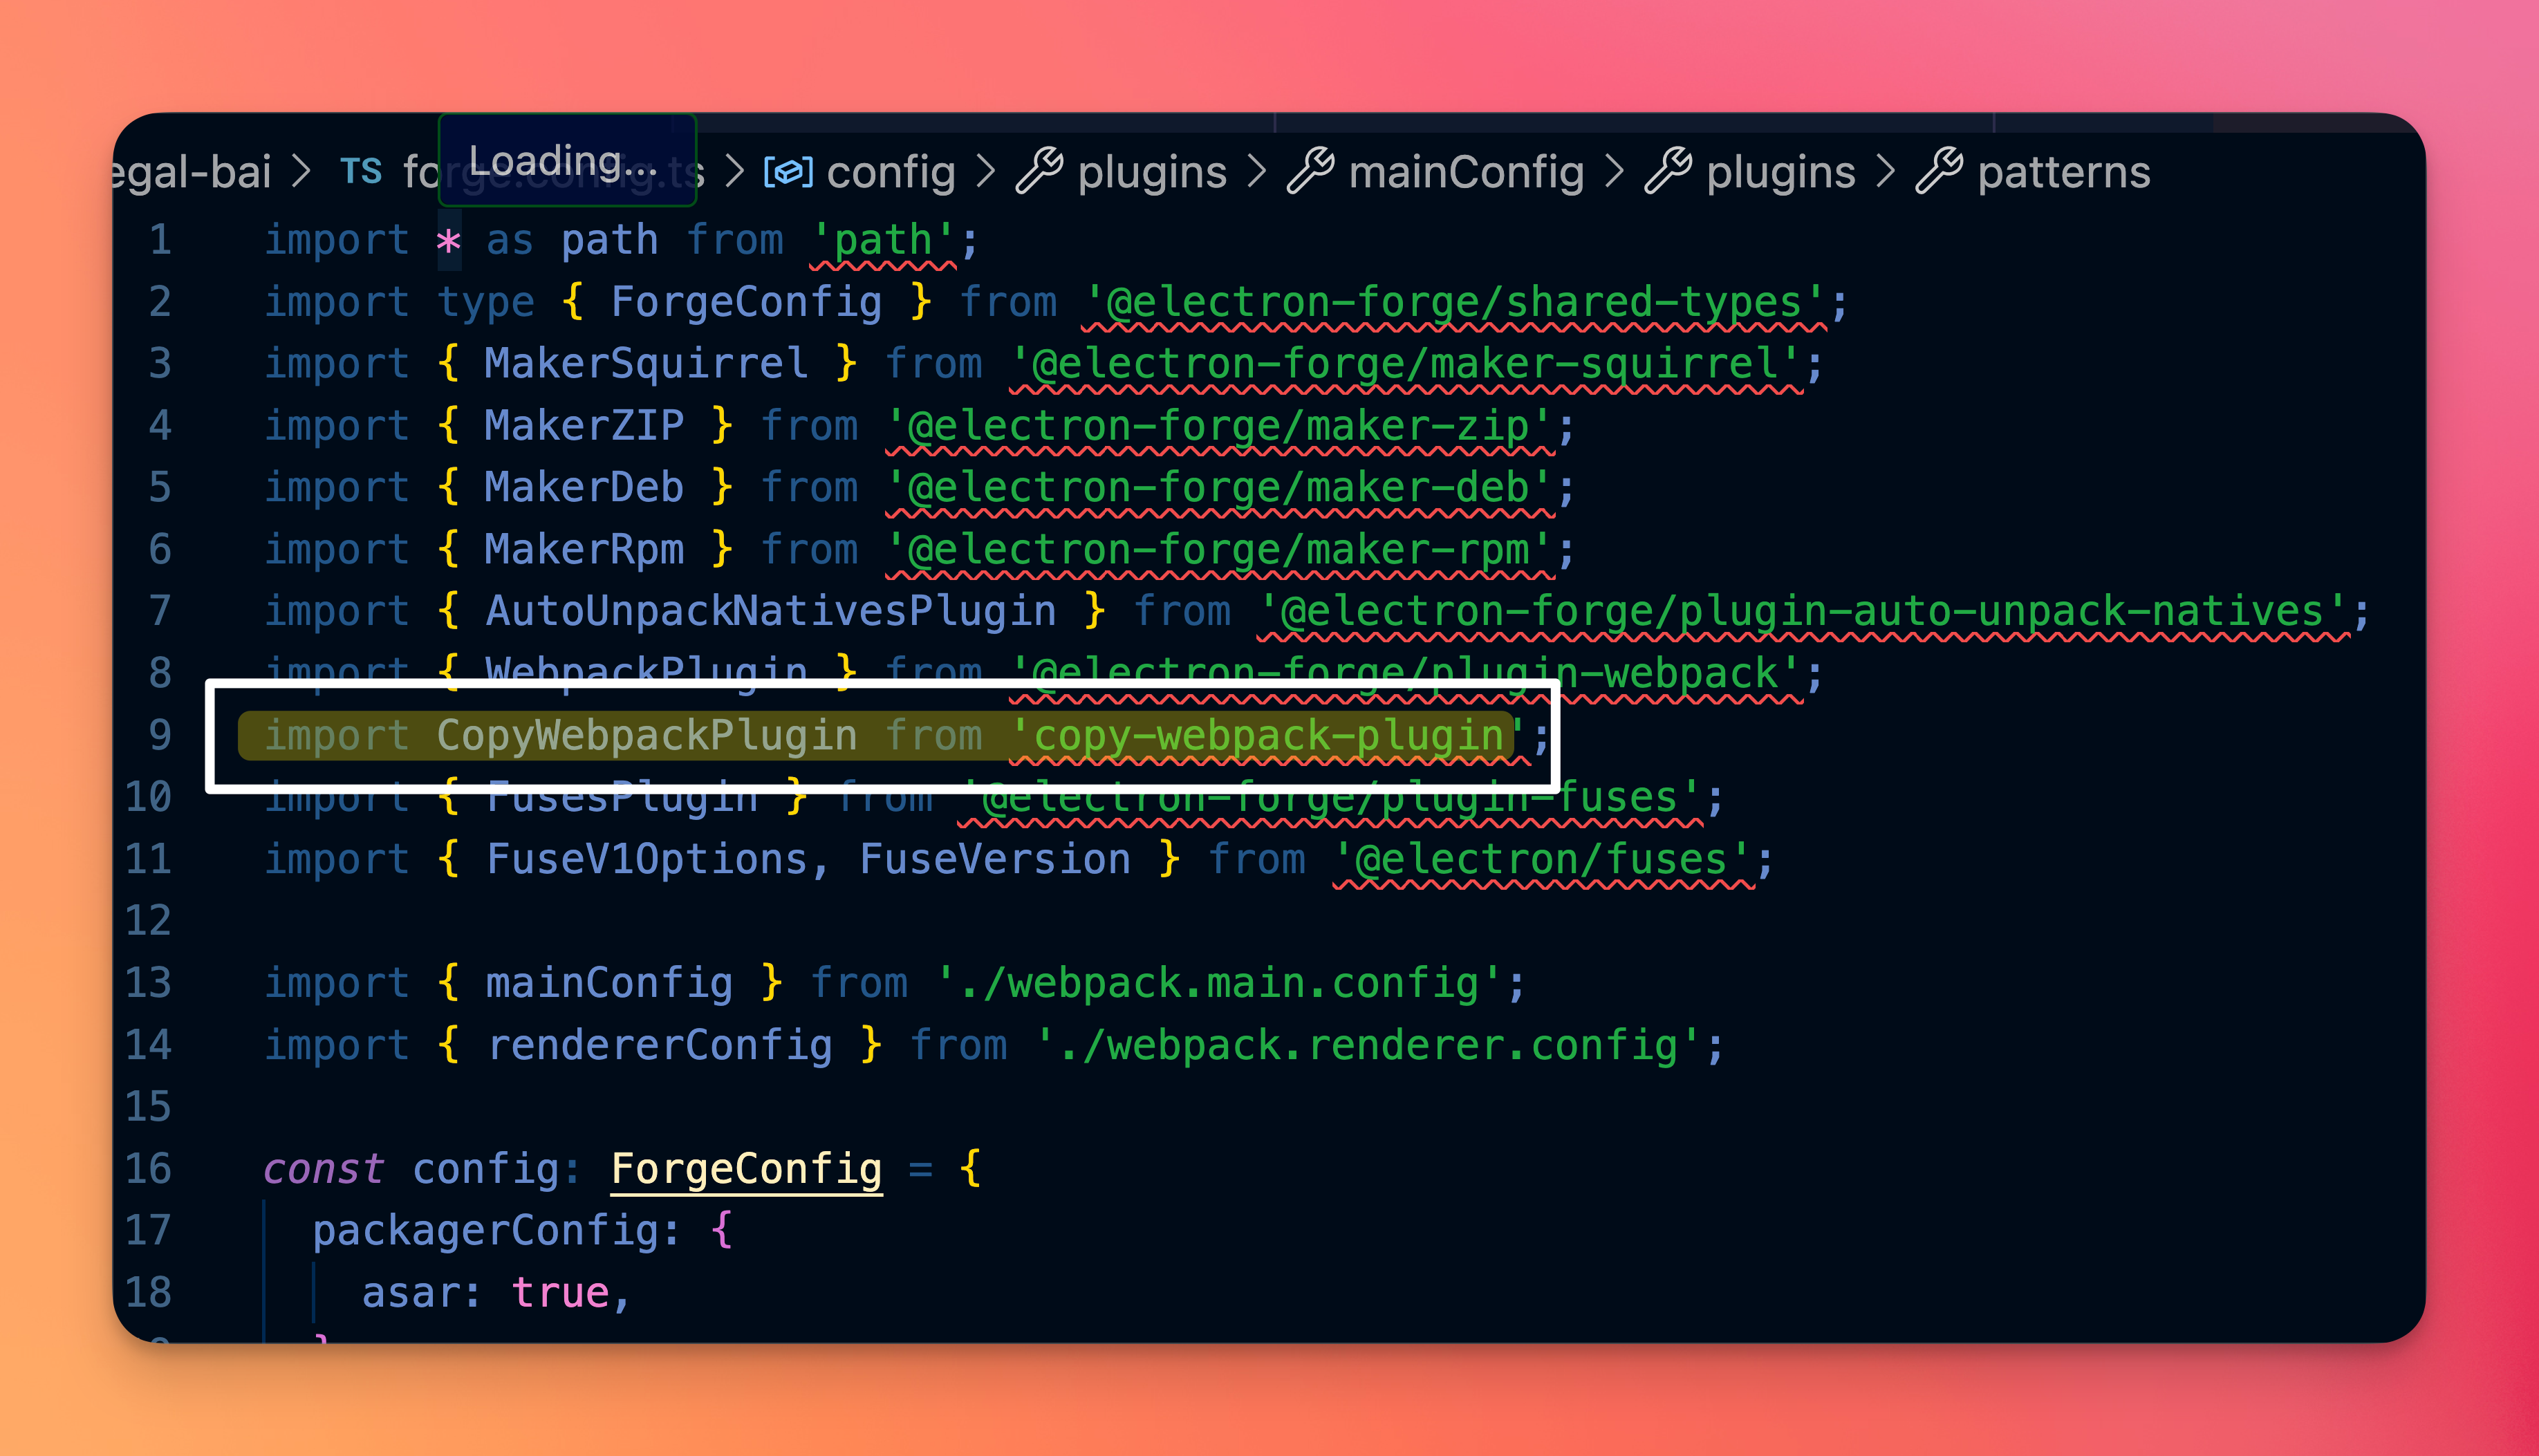 egal-bai > TS forge.config.ts > config > plugins > mainConfig > plugins > patterns
Loading...
1 import * as path from 'path';
2 import type { ForgeConfig } from '@electron-forge/shared-types';
3 import { MakerSquirrel } from '@electron-forge/maker-squirrel';
4 import { MakerZIP } from '@electron-forge/maker-zip';
5 import { MakerDeb } from '@electron-forge/maker-deb';
6 import { MakerRpm } from '@electron-forge/maker-rpm';
7 import { AutoUnpackNativesPlugin } from '@electron-forge/plugin-auto-unpack-natives';
8 import { WebpackPlugin } from '@electron-forge/plugin-webpack';
9 import CopyWebpackPlugin from 'copy-webpack-plugin';
10 import { FusesPlugin } from '@electron-forge/plugin-fuses';
11 import { FuseV1Options, FuseVersion } from '@electron/fuses';
12
13 import { mainConfig } from './webpack.main.config';
14 import { rendererConfig } from './webpack.renderer.config';
15
16 const config: ForgeConfig = {
17 packagerConfig: {
18 asar: true,